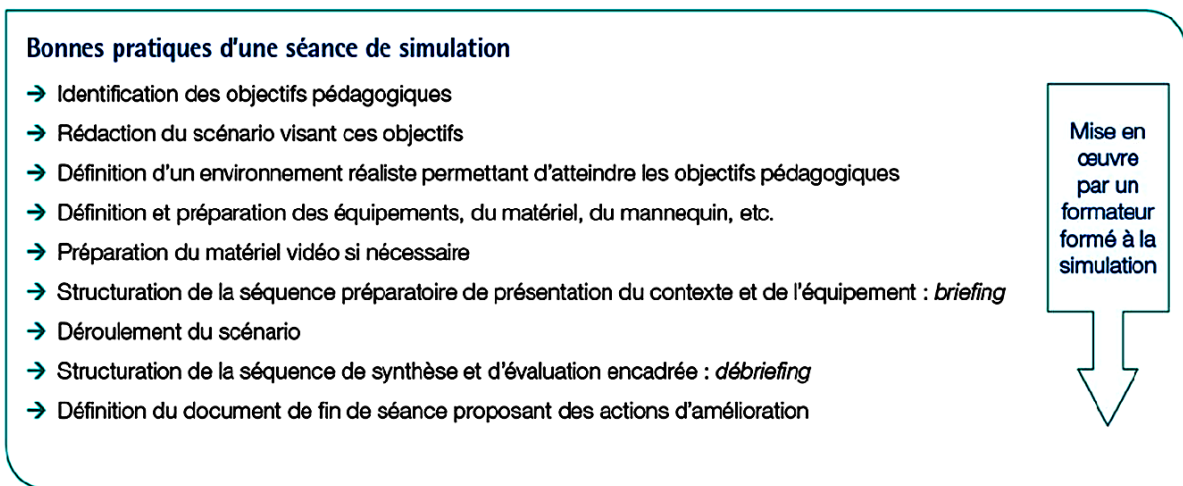 Bonnes pratiques d'une séance de simulation
→ Identification des objectifs pédagogiques
→ Rédaction du scénario visant ces objectifs
→ Définition d'un environnement réaliste permettant d'atteindre les objectifs pédagogiques
→ Définition et préparation des équipements, du matériel, du mannequin, etc.
→ Préparation du matériel vidéo si nécessaire
→ Structuration de la séquence préparatoire de présentation du contexte et de l'équipement : briefing
→ Déroulement du scénario
→ Structuration de la séquence de synthèse et d'évaluation encadrée : débriefing
→ Définition du document de fin de séance proposant des actions d'amélioration
Mise en
œuvre
par un
formateur
formé à la
simulation